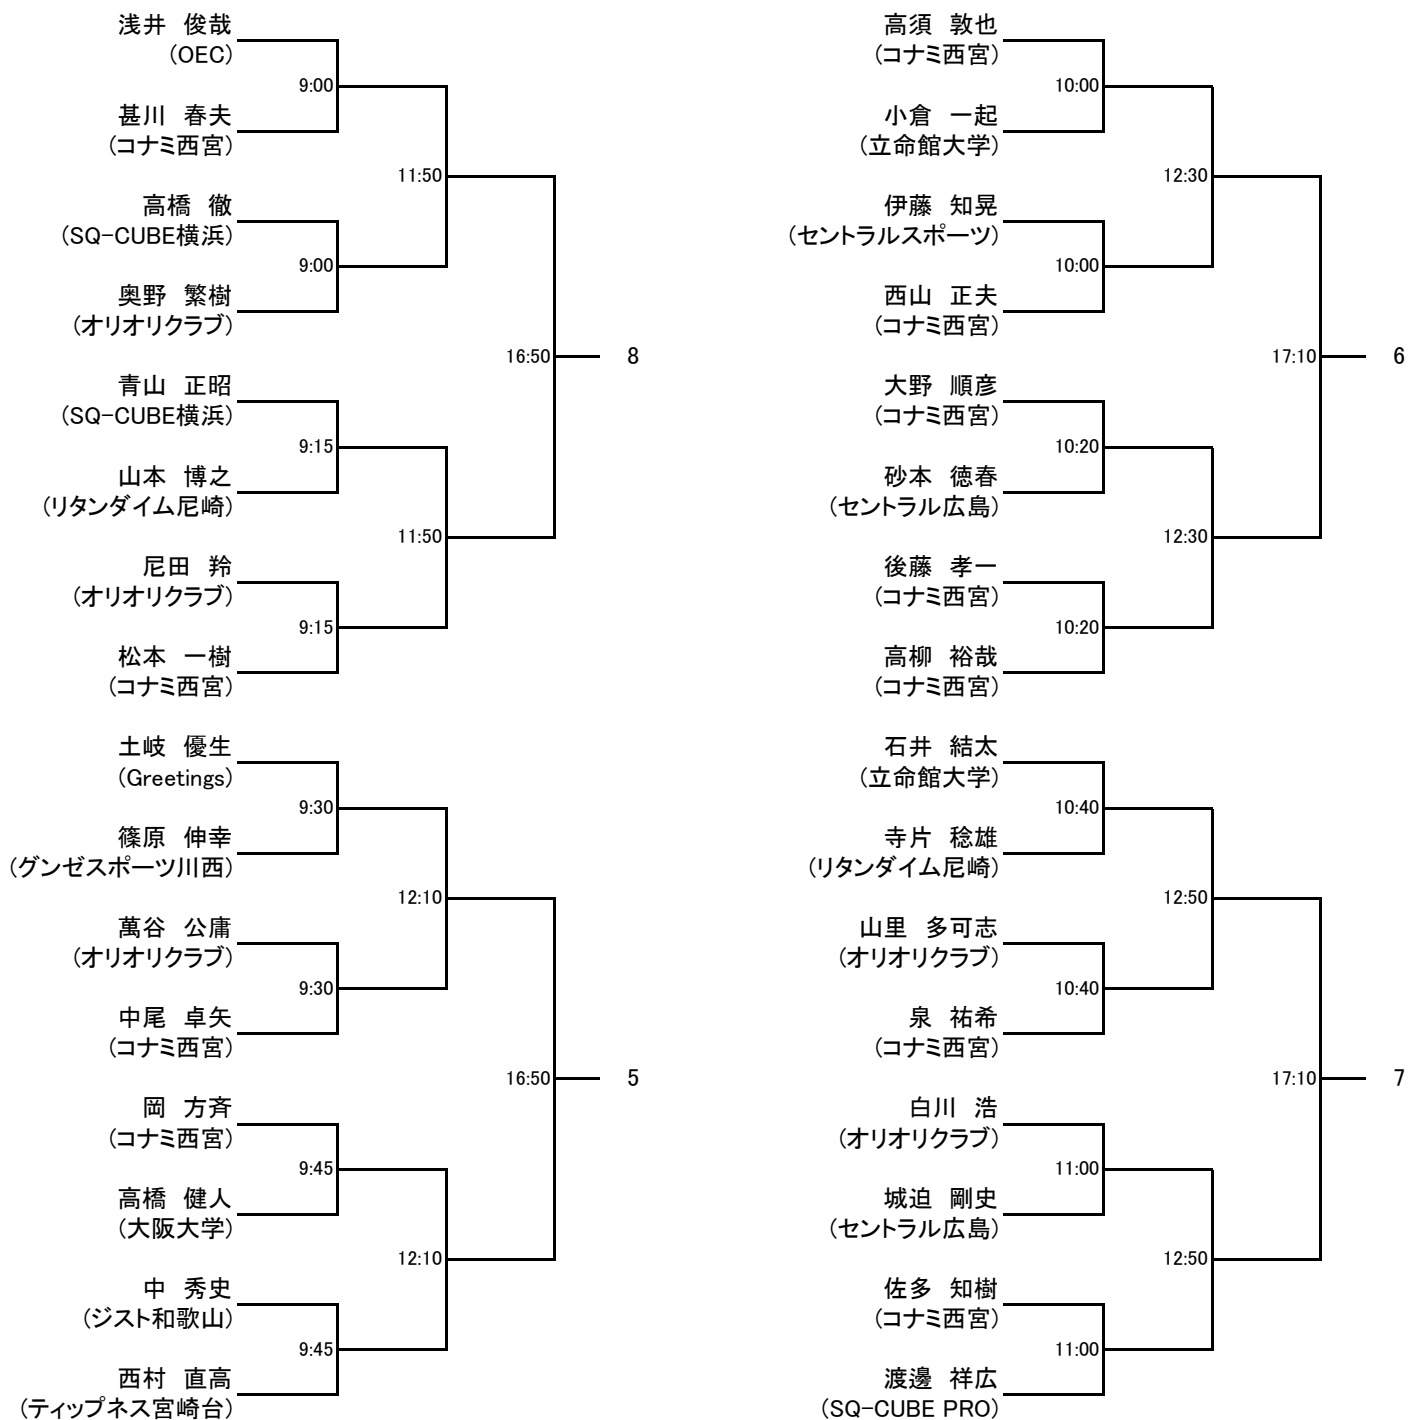 浅井　俊哉
(OEC)
9:00
甚川　春夫
(コナミ西宮)
11:50
高橋　徹
(SQ-CUBE横浜)
9:00
奥野　繁樹
(オリオリクラブ)
16:50
8
青山　正昭
(SQ-CUBE横浜)
9:15
山本　博之
(リタンダイム尼崎)
11:50
尼田　羚
(オリオリクラブ)
9:15
松本　一樹
(コナミ西宮)
土岐　優生
(Greetings)
9:30
篠原　伸幸
(グンゼスポーツ川西)
12:10
萬谷　公庸
(オリオリクラブ)
9:30
中尾　卓矢
(コナミ西宮)
16:50
5
岡　方斉
(コナミ西宮)
9:45
高橋　健人
(大阪大学)
12:10
中　秀史
(ジスト和歌山)
9:45
西村　直高
(ティップネス宮崎台)
高須　敦也
(コナミ西宮)
10:00
小倉　一起
(立命館大学)
12:30
伊藤　知晃
(セントラルスポーツ)
10:00
西山　正夫
(コナミ西宮)
17:10
6
大野　順彦
(コナミ西宮)
10:20
砂本　徳春
(セントラル広島)
12:30
後藤　孝一
(コナミ西宮)
10:20
高柳　裕哉
(コナミ西宮)
石井　結太
(立命館大学)
10:40
寺片　稔雄
(リタンダイム尼崎)
12:50
山里　多可志
(オリオリクラブ)
10:40
泉　祐希
(コナミ西宮)
17:10
7
白川　浩
(オリオリクラブ)
11:00
城迫　剛史
(セントラル広島)
12:50
佐多　知樹
(コナミ西宮)
11:00
渡邊　祥広
(SQ-CUBE PRO)